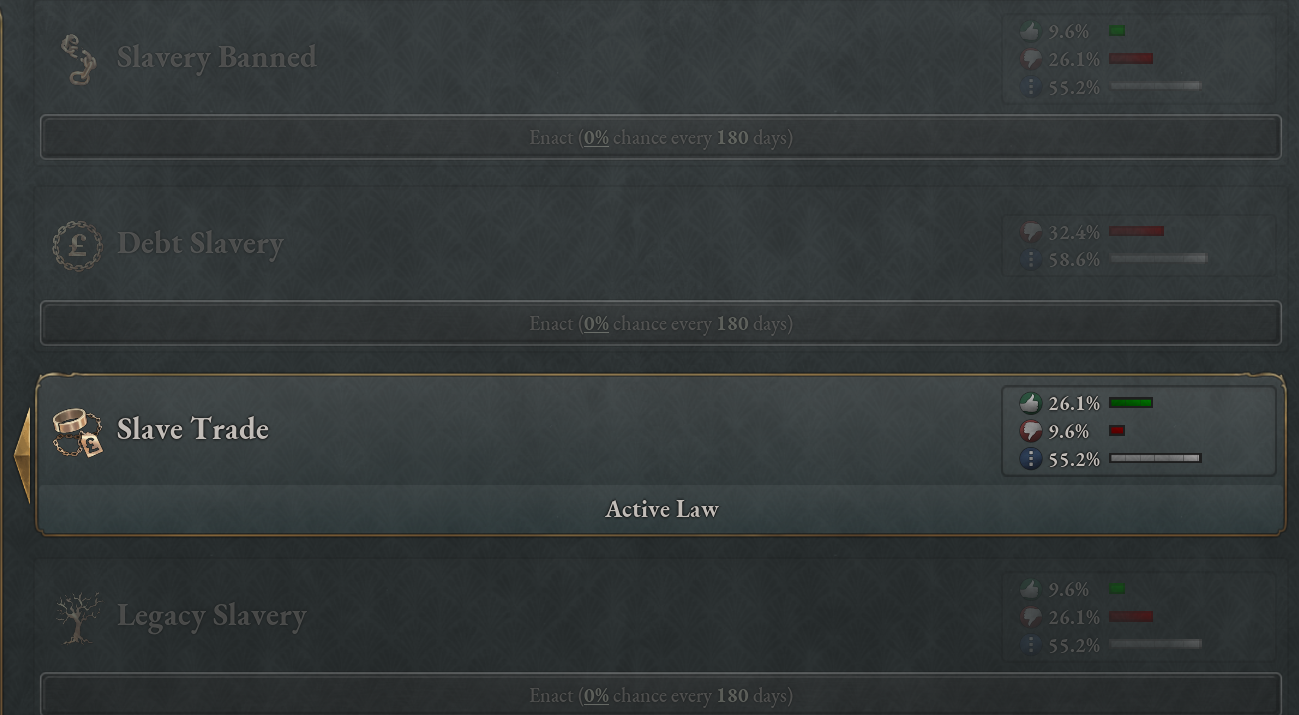 Slavery Banned
9.6%
26.1%
55.2%
Enact (0% chance every 180 days)
£
Debt Slavery
32.4%
58.6%
Enact (0% chance every 180 days)
£
Slave Trade
26.1%
9.6%
55.2%
Active Law
Legacy Slavery
9.6%
26.1%
55.2%
Enact (0% chance every 180 days)